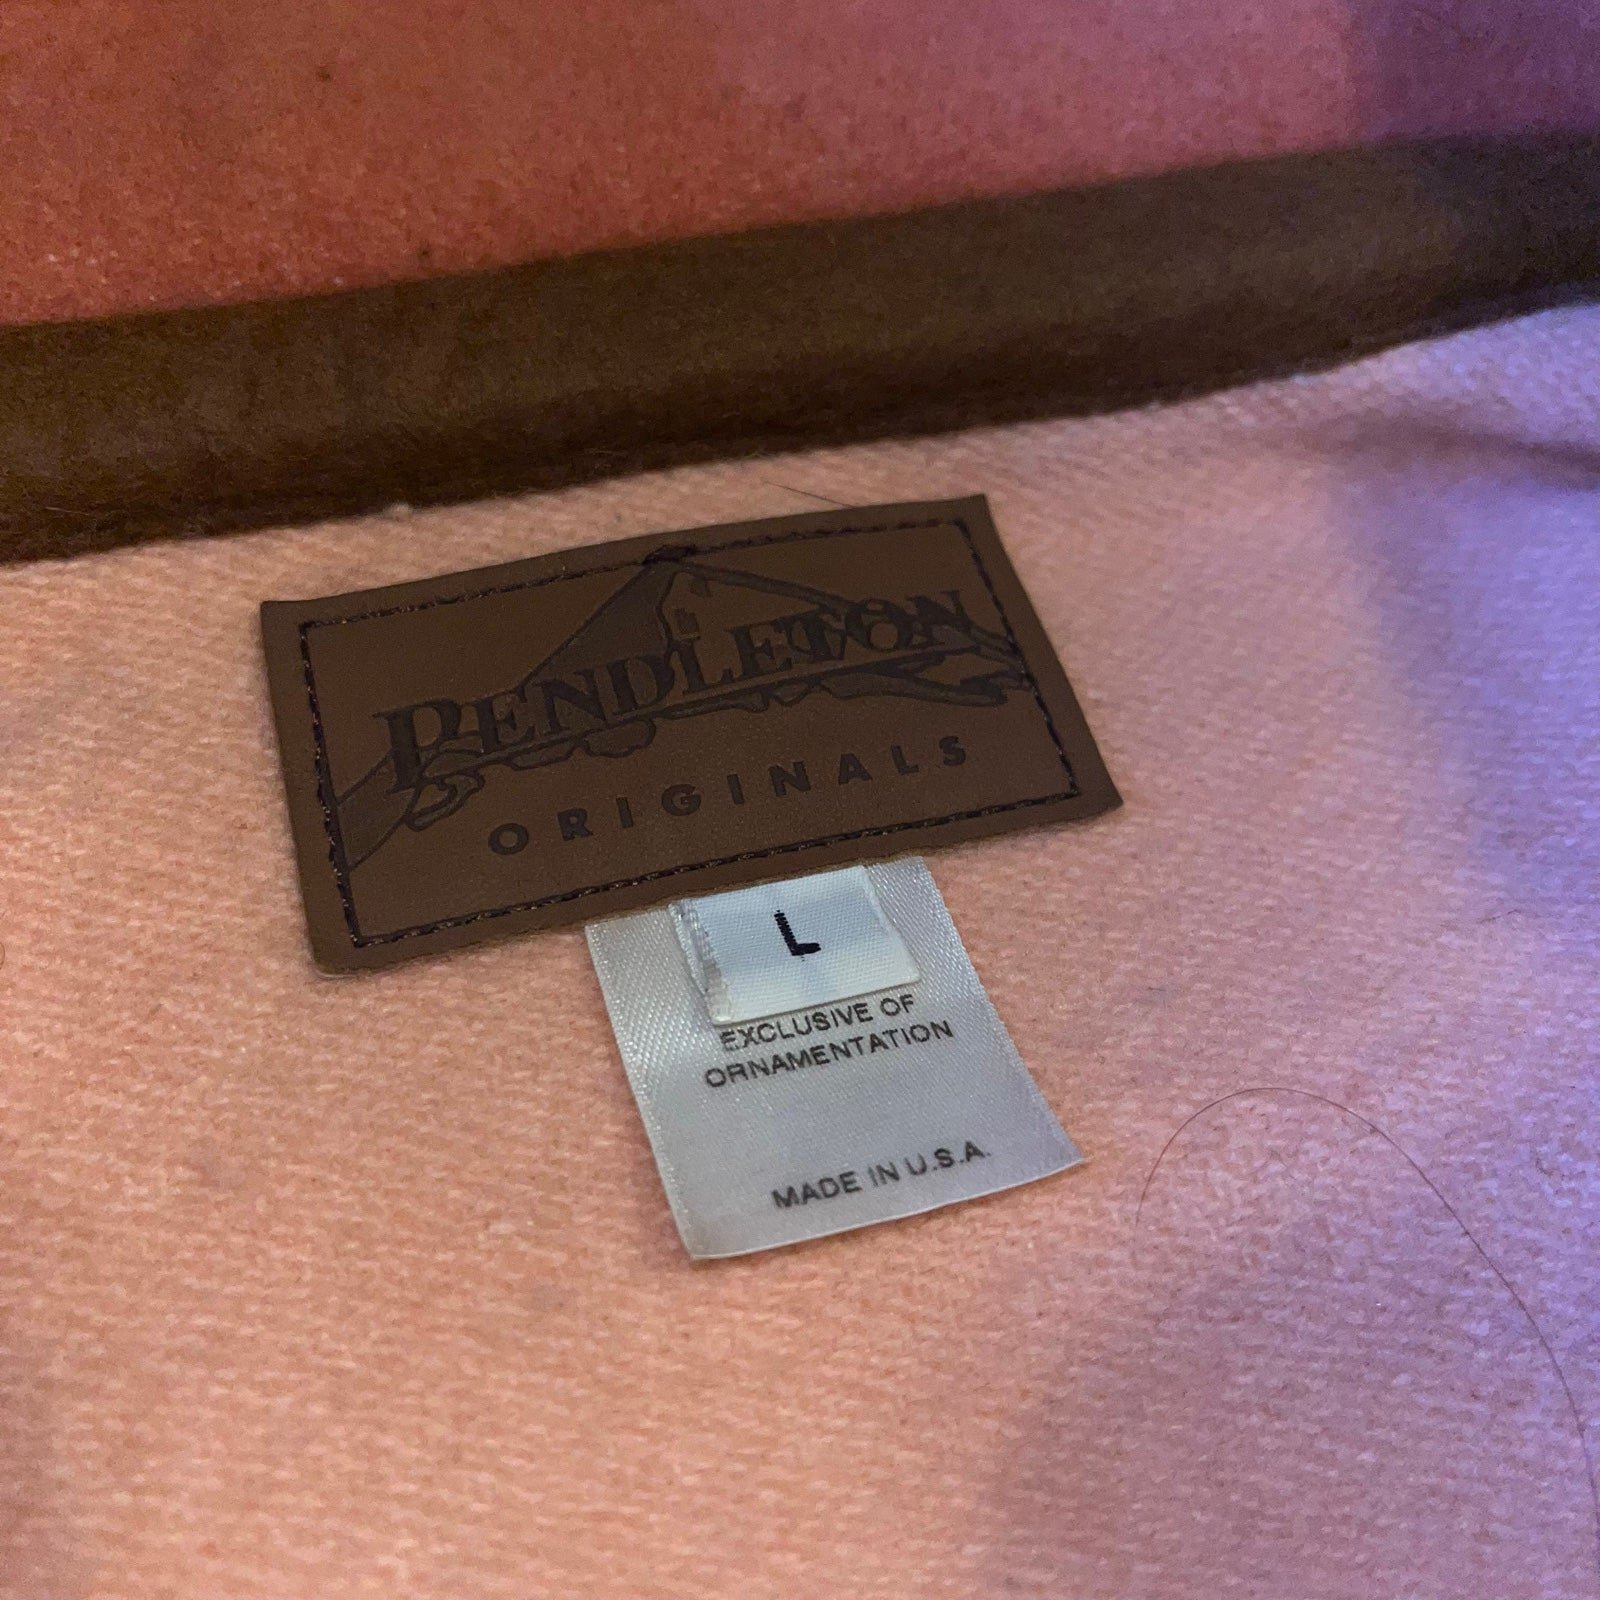 PENDLETON
ORIGINALS
L
EXCLUSIVE OF
ORNAMENTATION
MADE IN U.S.A.